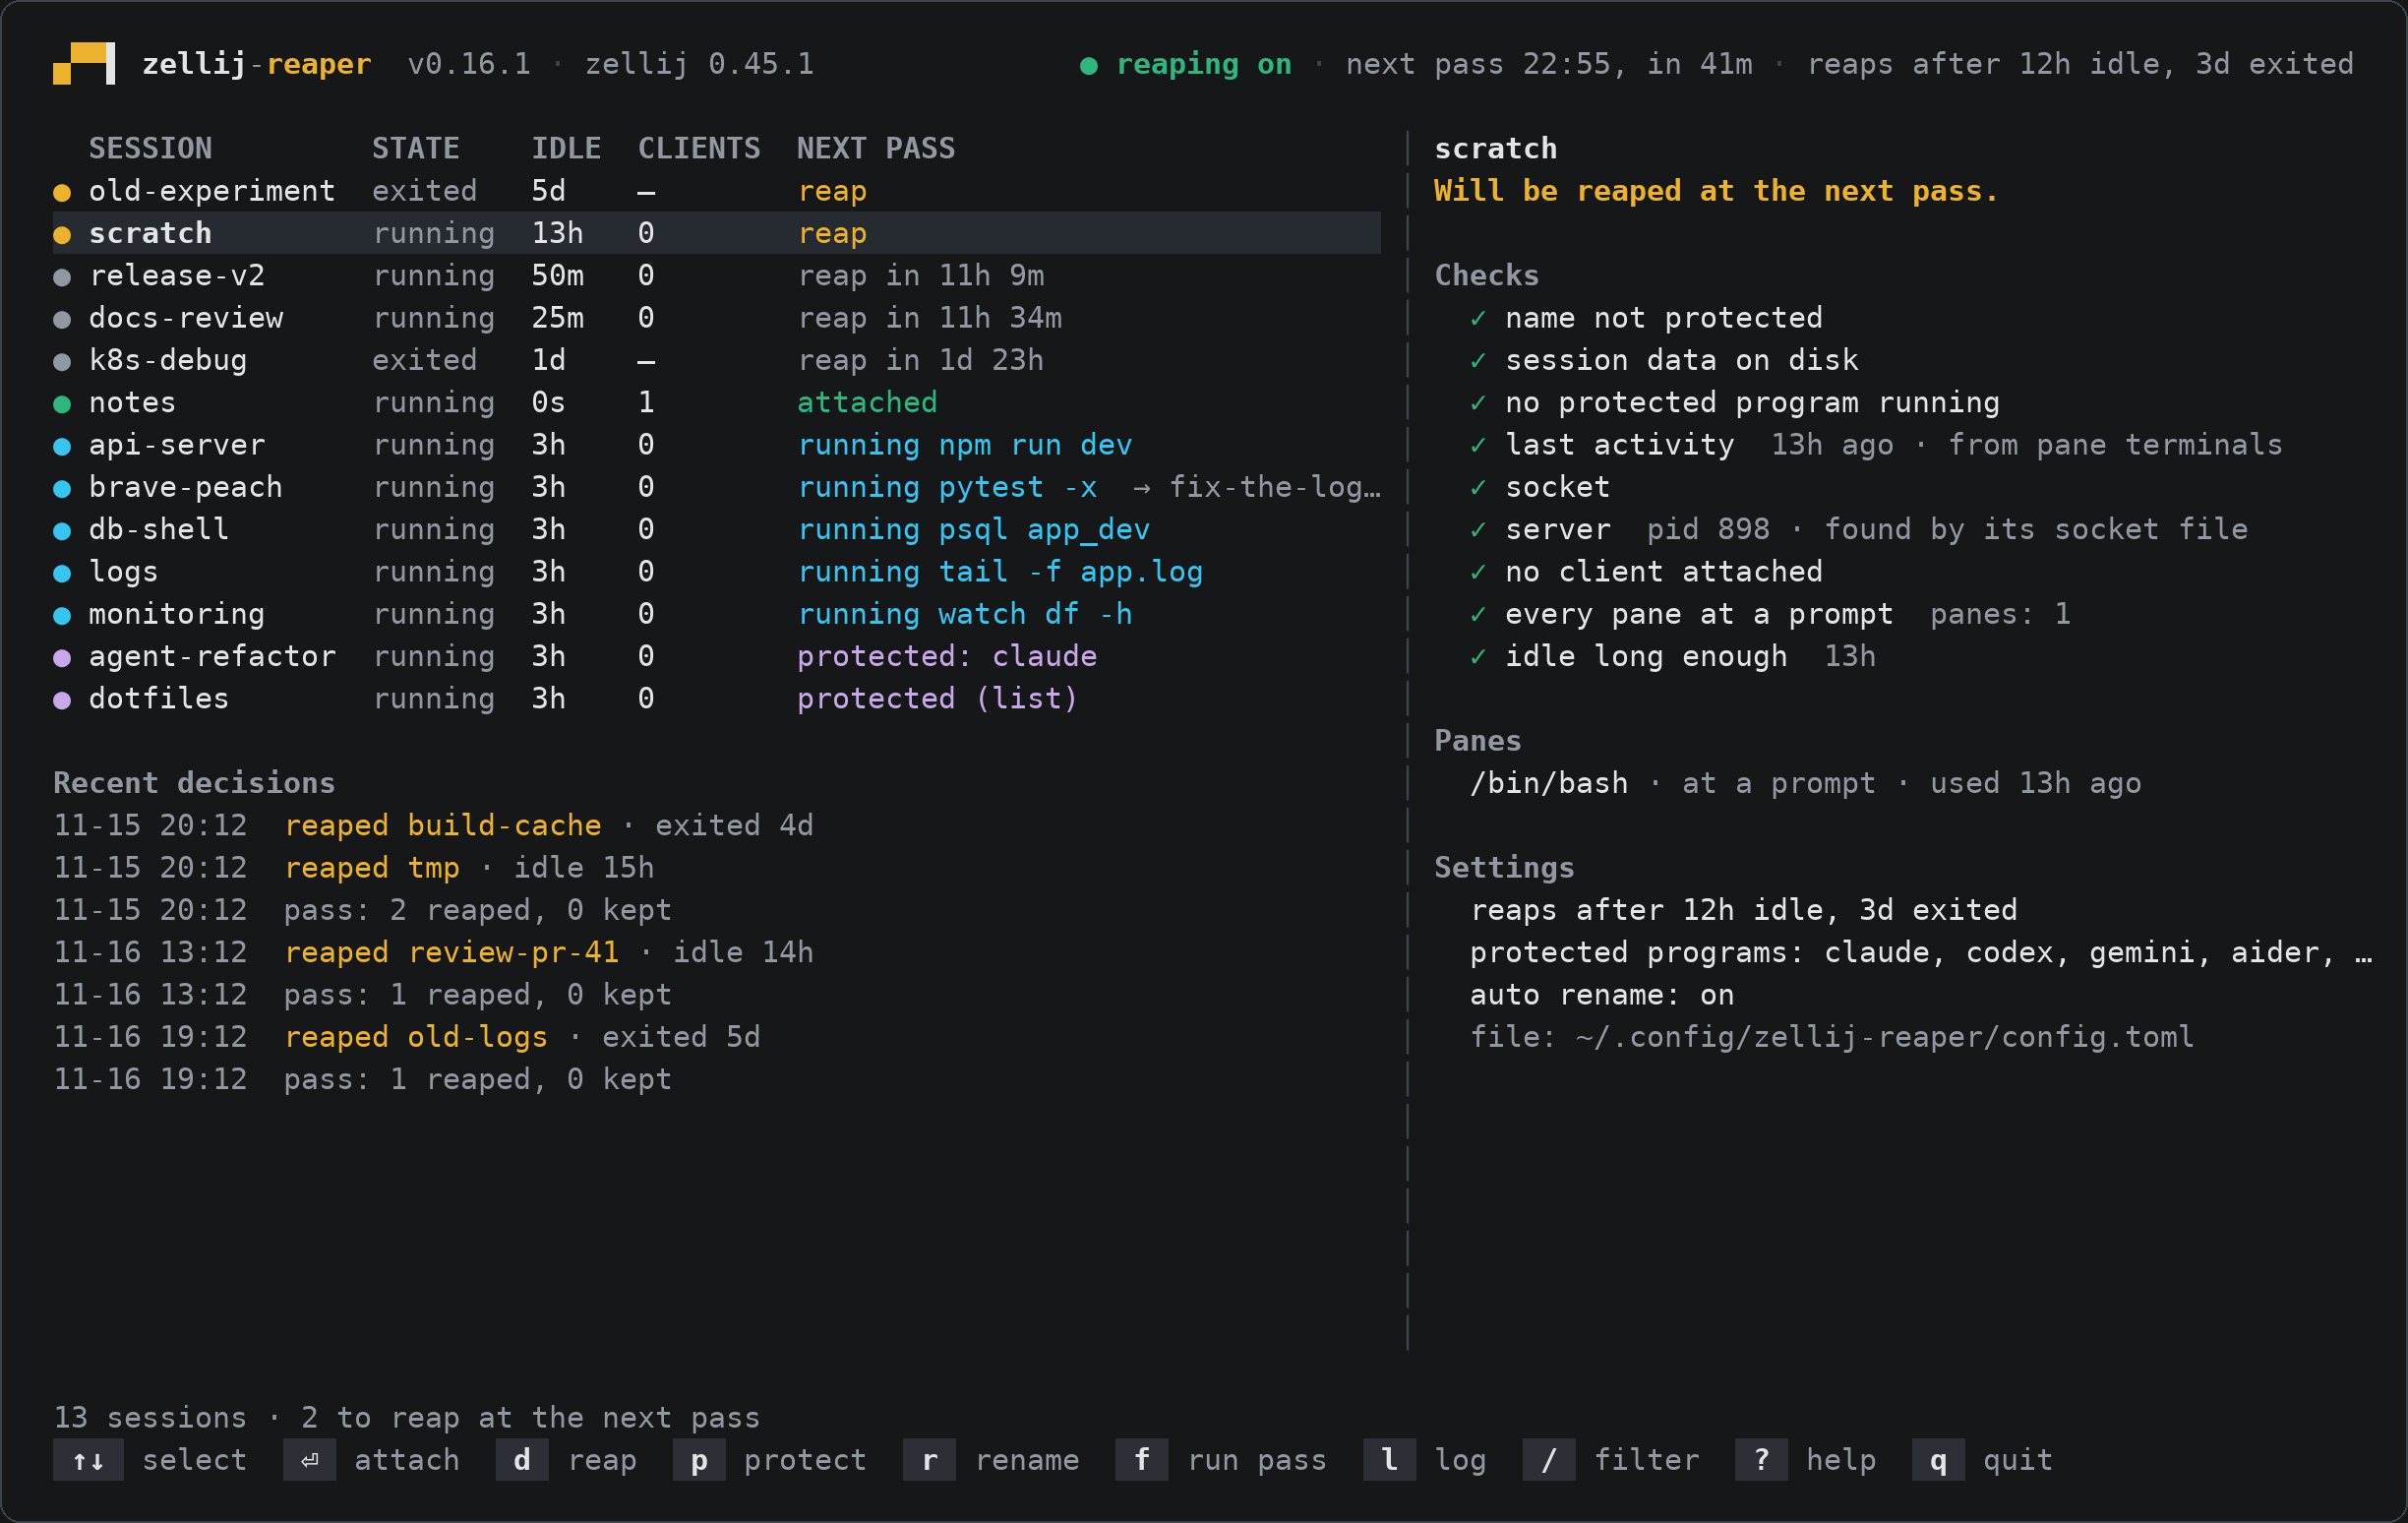 zellij-reaper  v0.16.1 · zellij 0.45.1
● reaping on · next pass 22:55, in 41m · reaps after 12h idle, 3d exited
SESSION  STATE  IDLE  CLIENTS  NEXT PASS
● old-experiment  exited  5d  –  reap
● scratch  running  13h  0  reap
● release-v2  running  50m  0  reap in 11h 9m
● docs-review  running  25m  0  reap in 11h 34m
● k8s-debug  exited  1d  –  reap in 1d 23h
● notes  running  0s  1  attached
● api-server  running  3h  0  running npm run dev
● brave-peach  running  3h  0  running pytest -x  → fix-the-log…
● db-shell  running  3h  0  running psql app_dev
● logs  running  3h  0  running tail -f app.log
● monitoring  running  3h  0  running watch df -h
● agent-refactor  running  3h  0  protected: claude
● dotfiles  running  3h  0  protected (list)
Recent decisions
11-15 20:12  reaped build-cache · exited 4d
11-15 20:12  reaped tmp · idle 15h
11-15 20:12  pass: 2 reaped, 0 kept
11-16 13:12  reaped review-pr-41 · idle 14h
11-16 13:12  pass: 1 reaped, 0 kept
11-16 19:12  reaped old-logs · exited 5d
11-16 19:12  pass: 1 reaped, 0 kept
scratch
Will be reaped at the next pass.
Checks
✓ name not protected
✓ session data on disk
✓ no protected program running
✓ last activity  13h ago · from pane terminals
✓ socket
✓ server  pid 898 · found by its socket file
✓ no client attached
✓ every pane at a prompt  panes: 1
✓ idle long enough  13h
Panes
/bin/bash · at a prompt · used 13h ago
Settings
reaps after 12h idle, 3d exited
protected programs: claude, codex, gemini, aider, …
auto rename: on
file: ~/.config/zellij-reaper/config.toml
13 sessions · 2 to reap at the next pass
↑↓ select  ⏎ attach  d reap  p protect  r rename  f run pass  l log  / filter  ? help  q quit